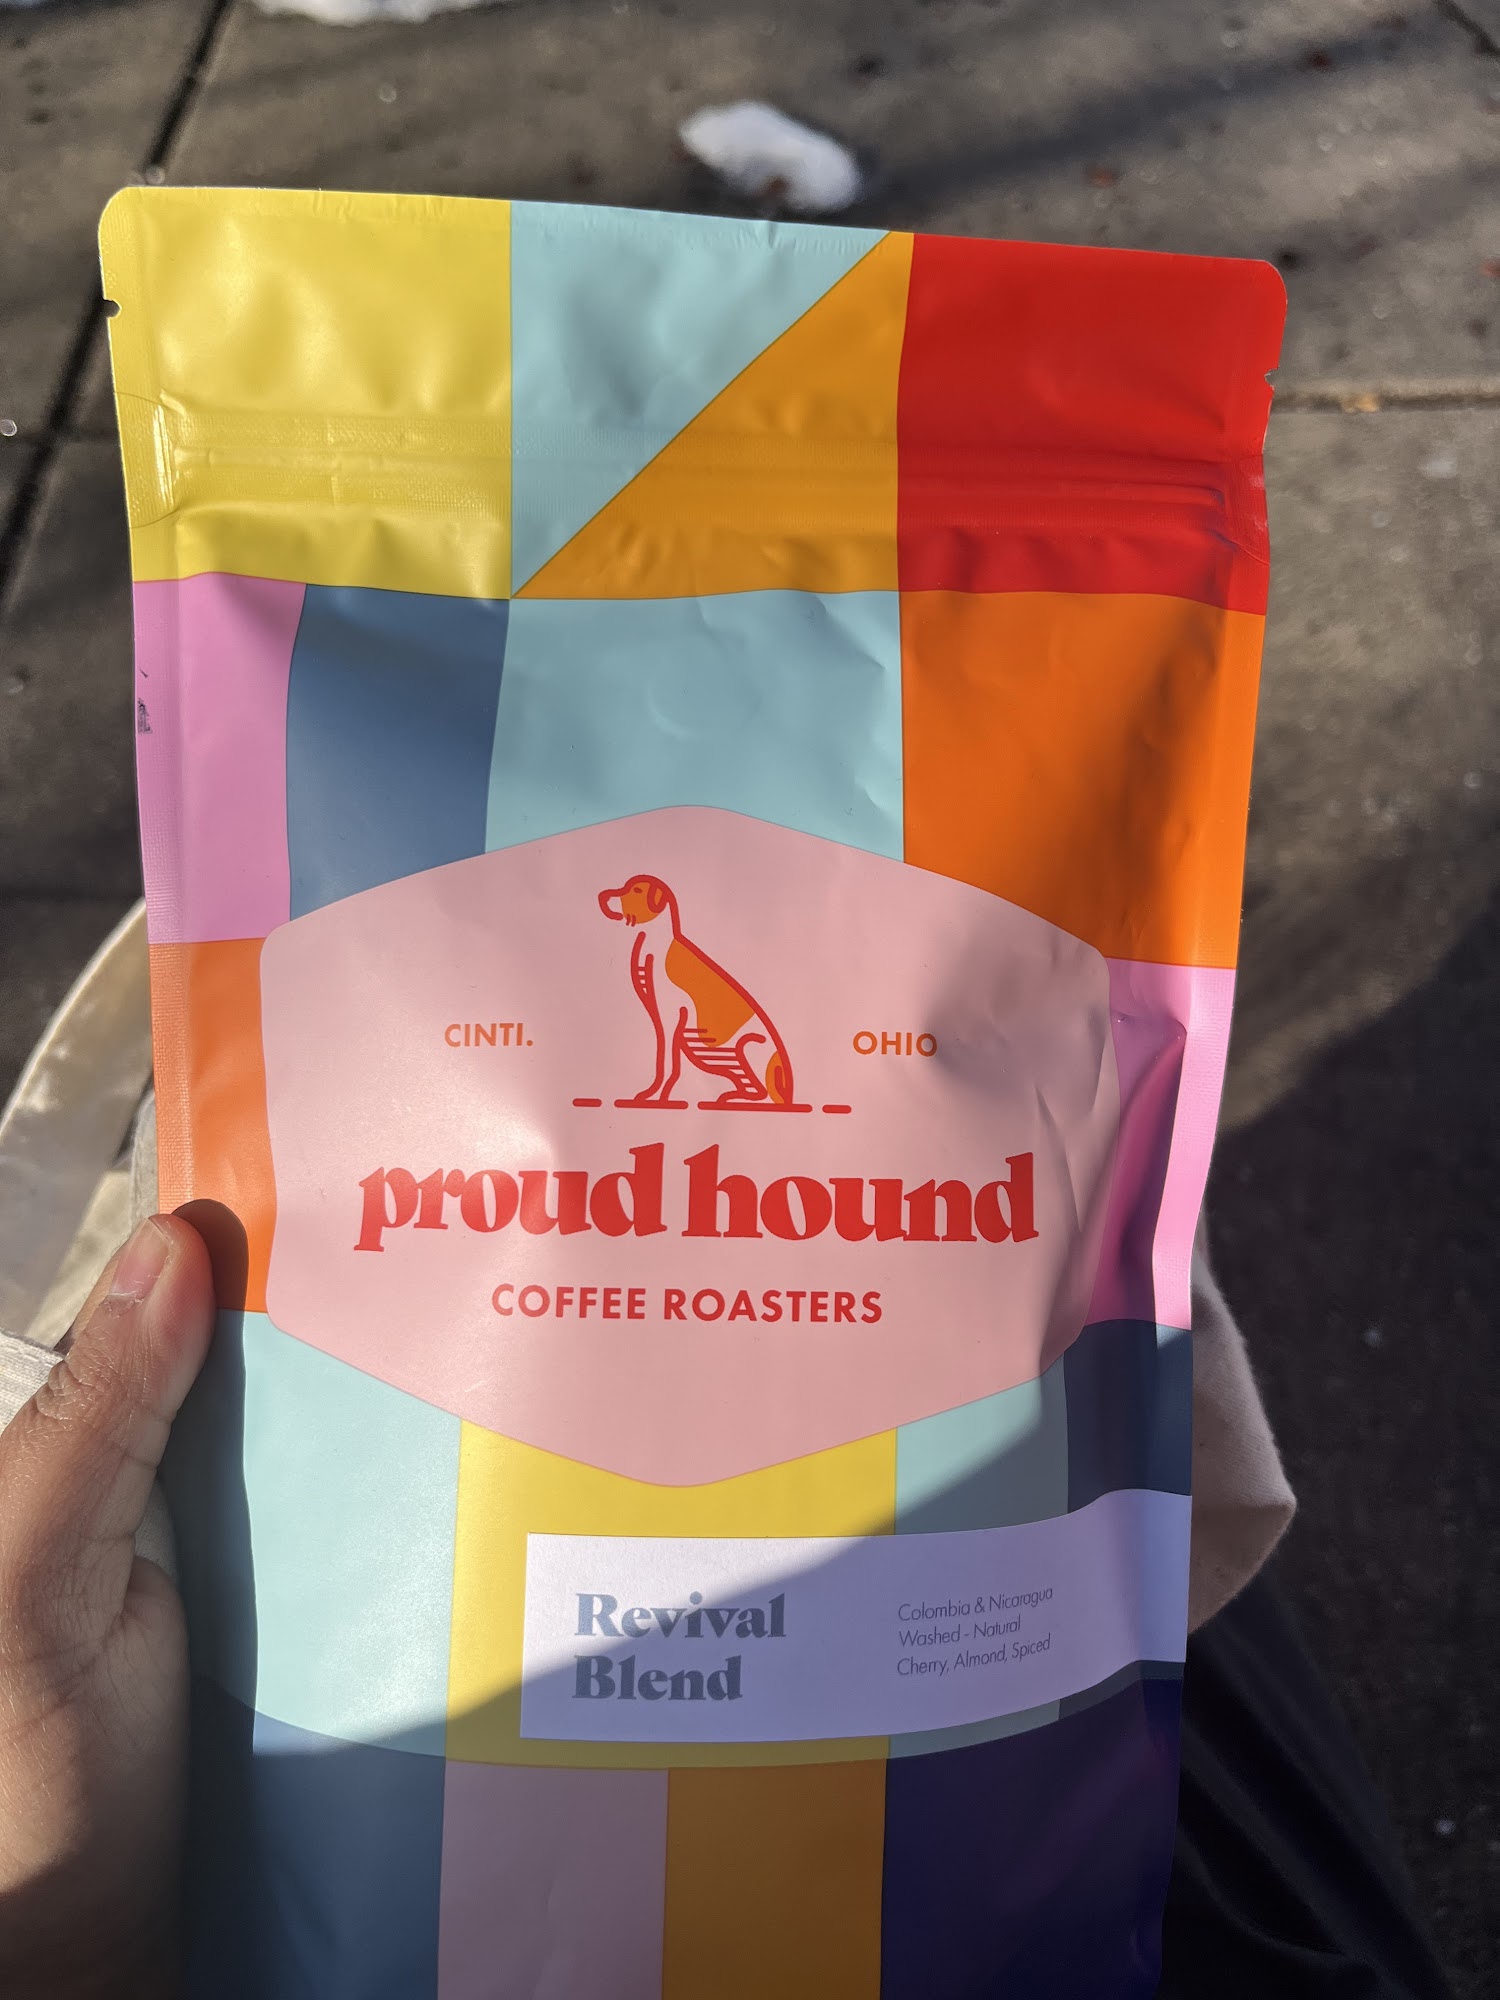 CINTI. OHIO
proud hound
COFFEE ROASTERS
Revival
Blend
Colombia & Nicaragua
Washed - Natural
Cherry, Almond, Spiced